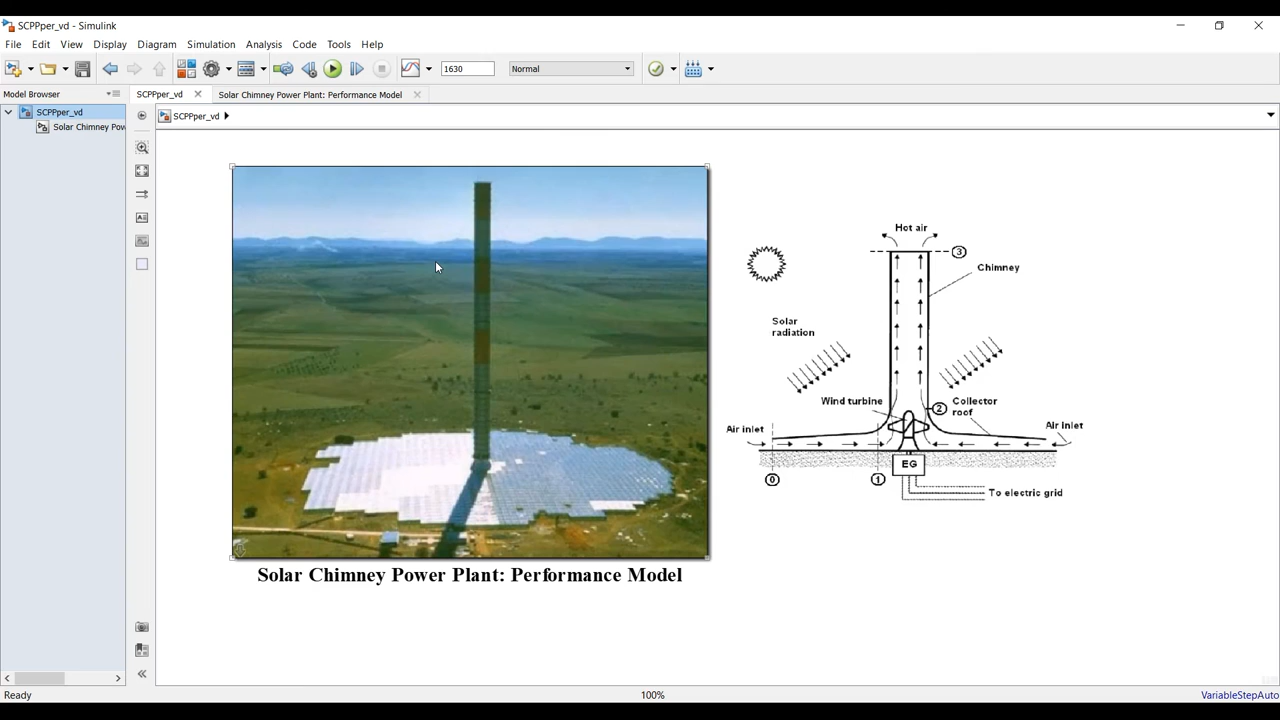 SCPPper_vd - Simulink
File Edit View Display Diagram Simulation Analysis Code Tools Help
1630 Normal
Model Browser
SCPPper_vd
Solar Chimney Power Plant: Performance Model
SCPPper_vd
Solar Chimney Pow
SCPPper_vd
Hot air
3
Chimney
Solar
radiation
Wind turbine
2
Collector
roof
Air inlet
Air inlet
EG
0
1
To electric grid
Solar Chimney Power Plant: Performance Model
Ready
100%
VariableStepAuto